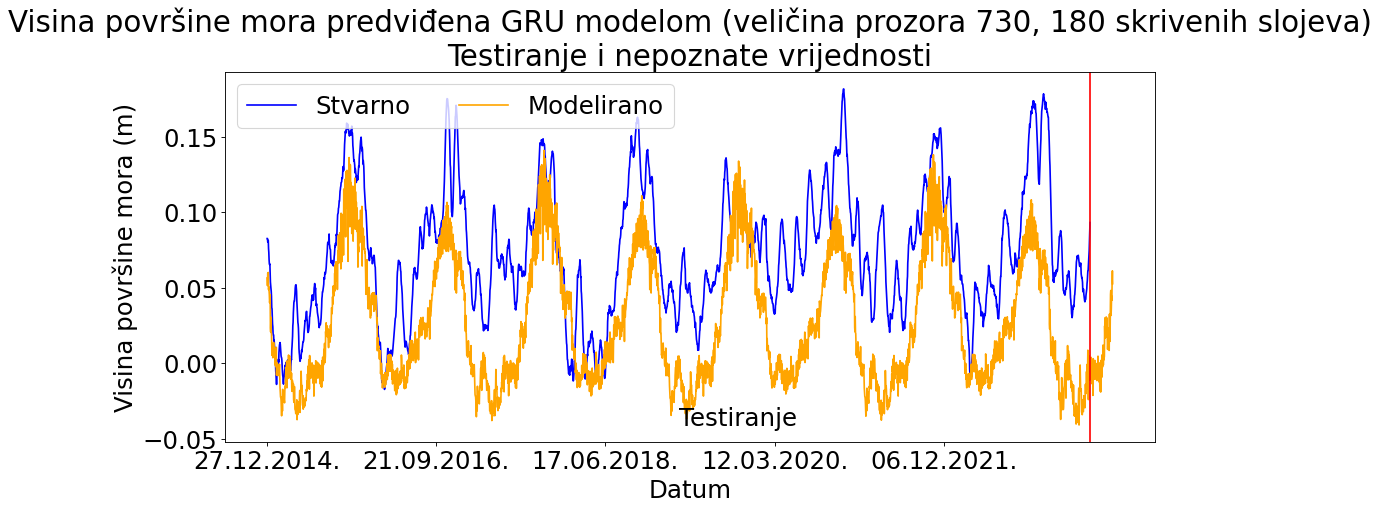 Visina površine mora predviđena GRU modelom (veličina prozora 730, 180 skrivenih slojeva)
Testiranje i nepoznate vrijednosti
Stvarno Modelirano
Visina površine mora (m)
0.15
0.10
0.05
0.00
−0.05
Testiranje
27.12.2014. 21.09.2016. 17.06.2018. 12.03.2020. 06.12.2021.
Datum